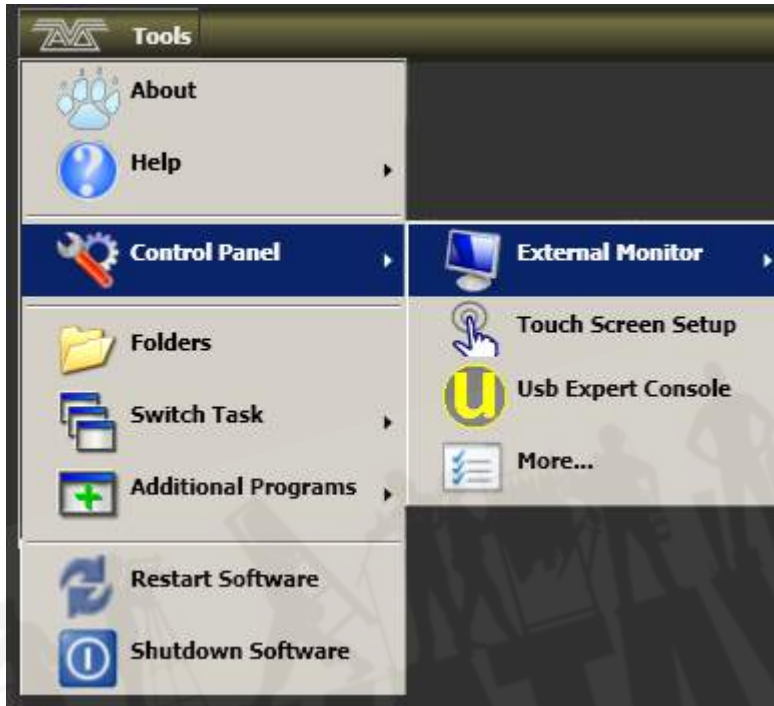 Tools
About
Help
Control Panel
External Monitor
Touch Screen Setup
Usb Expert Console
More...
Folders
Switch Task
Additional Programs
Restart Software
Shutdown Software